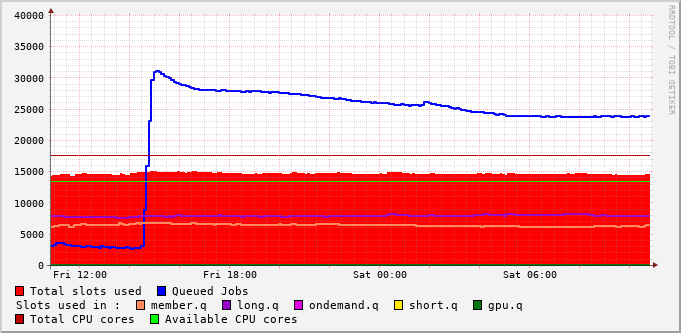 40000
35000
30000
25000
20000
15000
10000
5000
0
Fri 12:00 Fri 18:00 Sat 00:00 Sat 06:00
Total slots used Queued Jobs
Slots used in : member.q long.q ondemand.q short.q gpu.q
Total CPU cores Available CPU cores
RRDTOOL / TOBI OETIKER